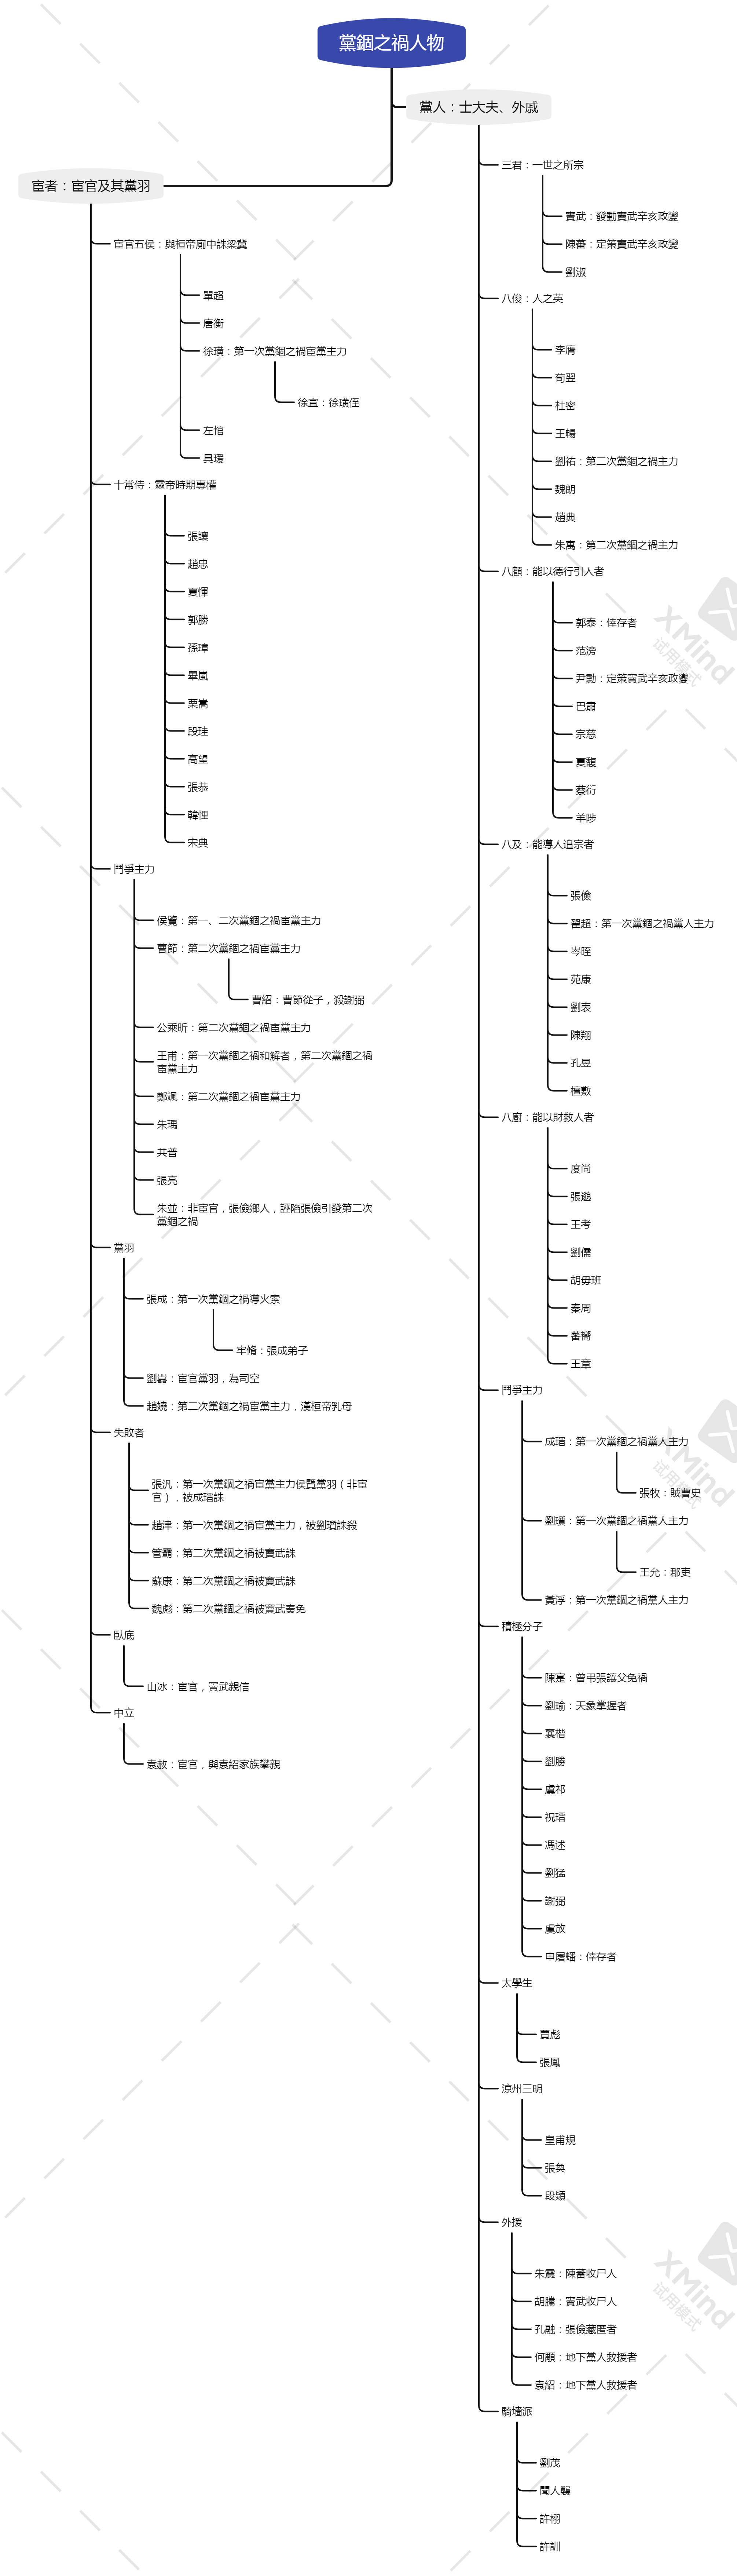 黨錮之禍人物
黨人：士大夫、外戚
三君：一世之所宗
竇武：發動竇武辛亥政變
陳蕃：定策竇武辛亥政變
劉淑
八俊：人之英
李膺
荀翌
杜密
王暢
劉祐：第二次黨錮之禍主力
魏朗
趙典
朱寓：第二次黨錮之禍主力
八顧：能以德行引人者
郭泰：倖存者
范滂
尹勳：定策竇武辛亥政變
巴肅
宗慈
夏馥
蔡衍
羊陟
八及：能導人追宗者
張儉
翟超：第一次黨錮之禍黨人主力
岑晊
苑康
劉表
陳翔
孔昱
檀敷
八廚：能以財救人者
度尚
張邈
王考
劉儒
胡毋班
秦周
蕃嚮
王章
鬥爭主力
成瑨：第一次黨錮之禍黨人主力
張牧：賊曹史
劉瓆：第一次黨錮之禍黨人主力
王允：郡吏
黃浮：第一次黨錮之禍黨人主力
積極分子
陳寔：曾弔張讓父免禍
劉瑜：天象掌握者
襄楷
劉勝
虞祁
祝瑨
馮述
劉猛
謝弼
虞放
申屠蟠：倖存者
太學生
賈彪
張鳳
涼州三明
皇甫規
張奐
段熲
外援
朱震：陳蕃收尸人
胡騰：竇武收尸人
孔融：張儉藏匿者
何顒：地下黨人救援者
袁紹：地下黨人救援者
騎墻派
劉茂
聞人襲
許栩
許訓
宦者：宦官及其黨羽
宦官五侯：與桓帝廁中誅梁冀
單超
唐衡
徐璜：第一次黨錮之禍宦黨主力
徐宣：徐璜侄
左悺
具瑗
十常侍：靈帝時期專權
張讓
趙忠
夏惲
郭勝
孫璋
畢嵐
栗嵩
段珪
高望
張恭
韓悝
宋典
鬥爭主力
侯覽：第一、二次黨錮之禍宦黨主力
曹節：第二次黨錮之禍宦黨主力
曹紹：曹節從子，殺謝弼
公乘昕：第二次黨錮之禍宦黨主力
王甫：第一次黨錮之禍和解者，第二次黨錮之禍
宦黨主力
鄭颯：第二次黨錮之禍宦黨主力
朱瑀
共普
張亮
朱並：非宦官，張儉鄉人，誣陷張儉引發第二次
黨錮之禍
黨羽
張成：第一次黨錮之禍導火索
牢脩：張成弟子
劉囂：宦官黨羽，為司空
趙嬈：第二次黨錮之禍宦黨主力，漢桓帝乳母
失敗者
張汎：第一次黨錮之禍宦黨主力侯覽黨羽（非宦
官），被成瑨誅
趙津：第一次黨錮之禍宦黨主力，被劉瓆誅殺
管霸：第二次黨錮之禍被竇武誅
蘇康：第二次黨錮之禍被竇武誅
魏彪：第二次黨錮之禍被竇武奏免
臥底
山冰：宦官，竇武親信
中立
袁赦：宦官，與袁紹家族攀親
XMind
试用模式
XMind
试用模式
XMind
试用模式